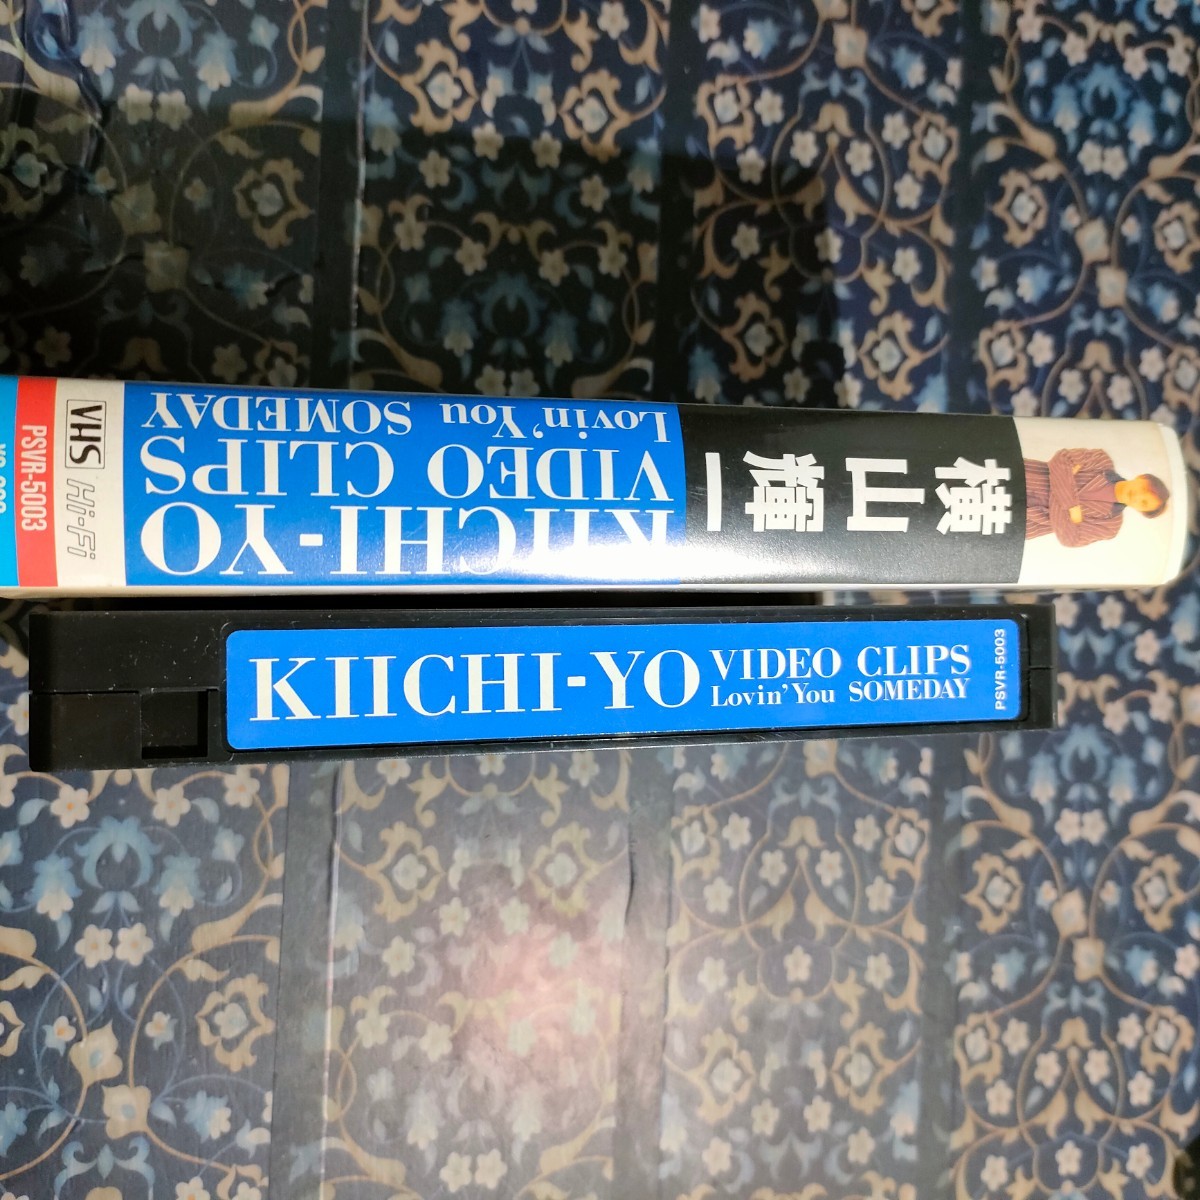 横山輝一
KIICHI-YO
VIDEO CLIPS
Lovin' You SOMEDAY
VHS Hi-Fi
PSVR-5003
KIICHI-YO
VIDEO CLIPS
Lovin' You SOMEDAY
PSVR-5003